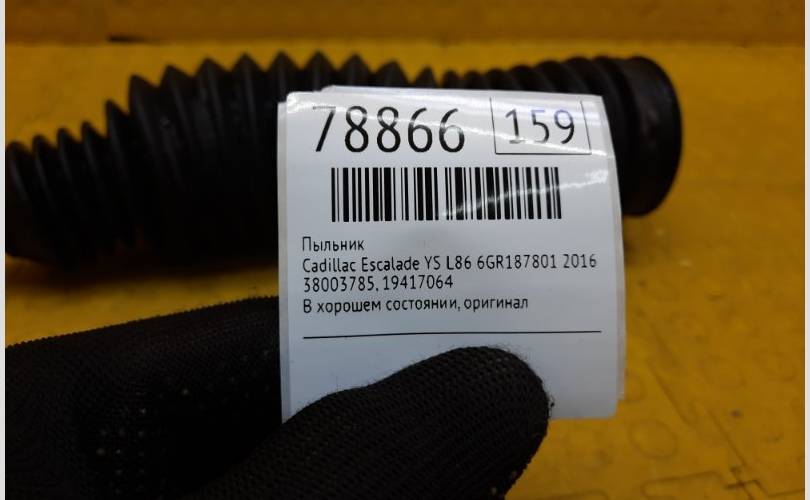 78866 159
Пыльник
Cadillac Escalade YS L86 6GR187801 2016
38003785, 19417064
В хорошем состоянии, оригинал